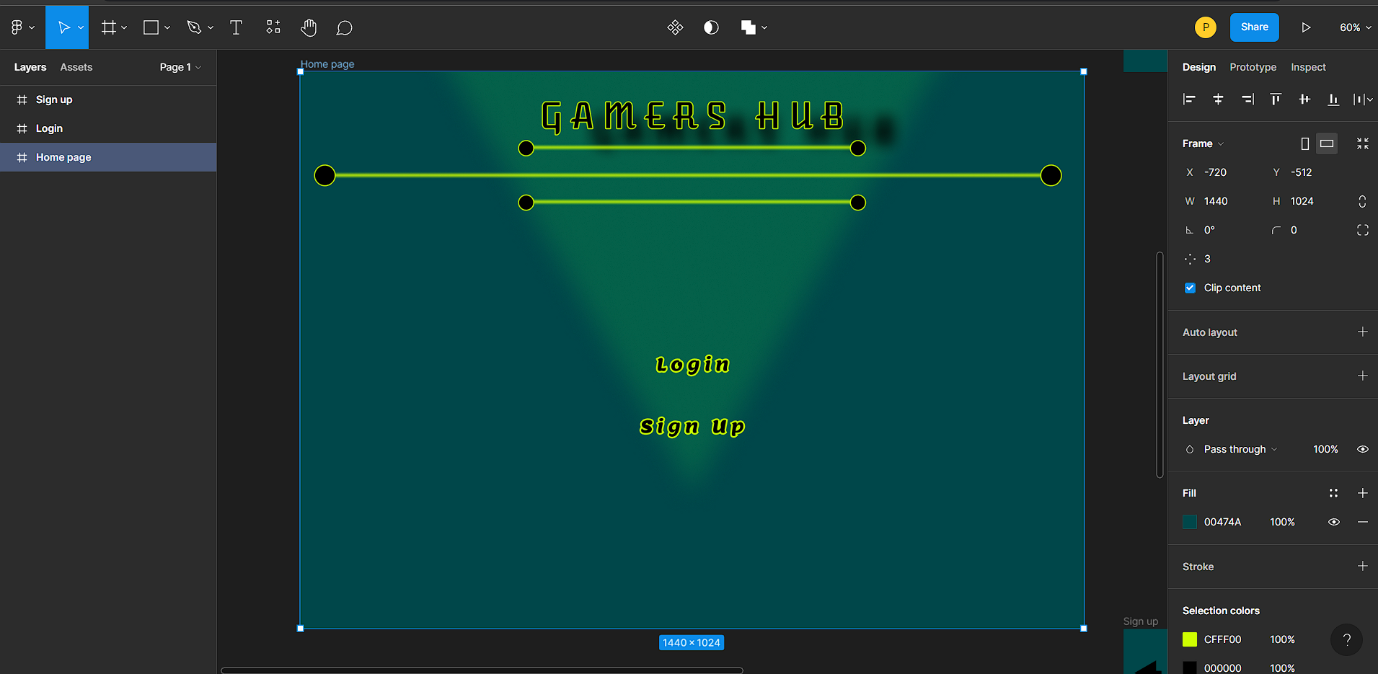 T
P
Share
60%
Layers Assets Page 1
Sign up
Login
Home page
Home page
GAMERS HUB
Login
Sign Up
1440 × 1024
Sign up
Design Prototype Inspect
Frame
X -720 Y -512
W 1440 H 1024
0° 0
3
Clip content
Auto layout
Layout grid
Layer
Pass through 100%
Fill
00474A 100%
Stroke
Selection colors
CFFF00 100%
000000 100%
?